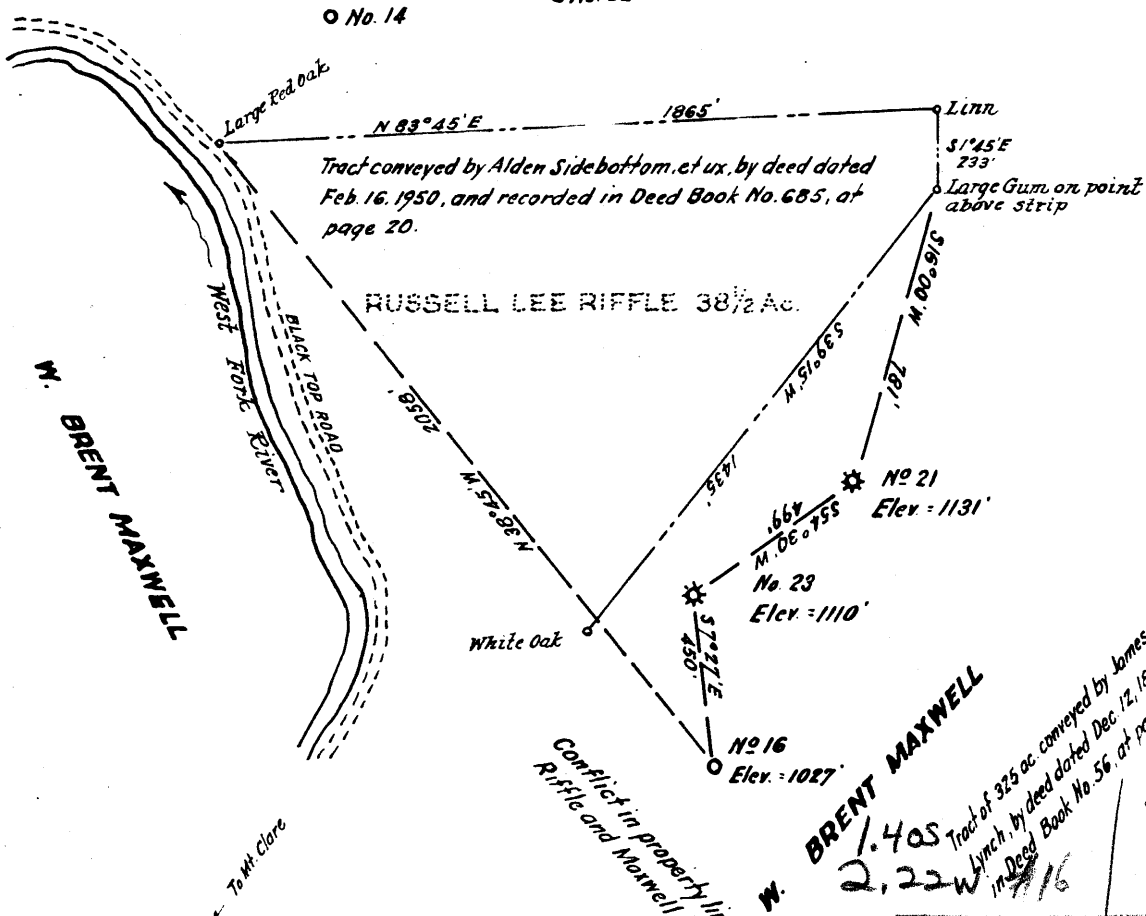 No. 14
Large Red Oak
N 83°45'E 1865'
Linn
S1°45'E
233'
Large Gum on point
above strip
Tract conveyed by Alden Sidebottom, et ux, by deed dated
Feb. 16, 1950, and recorded in Deed Book No. 685, at
page 20.
RUSSELL LEE RIFFLE 38½ Ac.
West Fork River
BLACK TOP ROAD
W. BRENT MAXWELL
2058'
N 38°45'W
S39°15'W
1435'
S16°00'W
781'
Nº 21
Elev. = 1131'
S54°30'W
499'
No. 23
Elev. = 1110'
S7°27'E
450'
White Oak
Nº 16
Elev. = 1027'
Conflict in property
Riffle and Maxwell
W. BRENT MAXWELL
Tract of 325 ac. conveyed by James
Lynch, by deed dated Dec. 12, 18
in Deed Book No. 56, at
1.40S
2.22W #16
To Mt. Clare